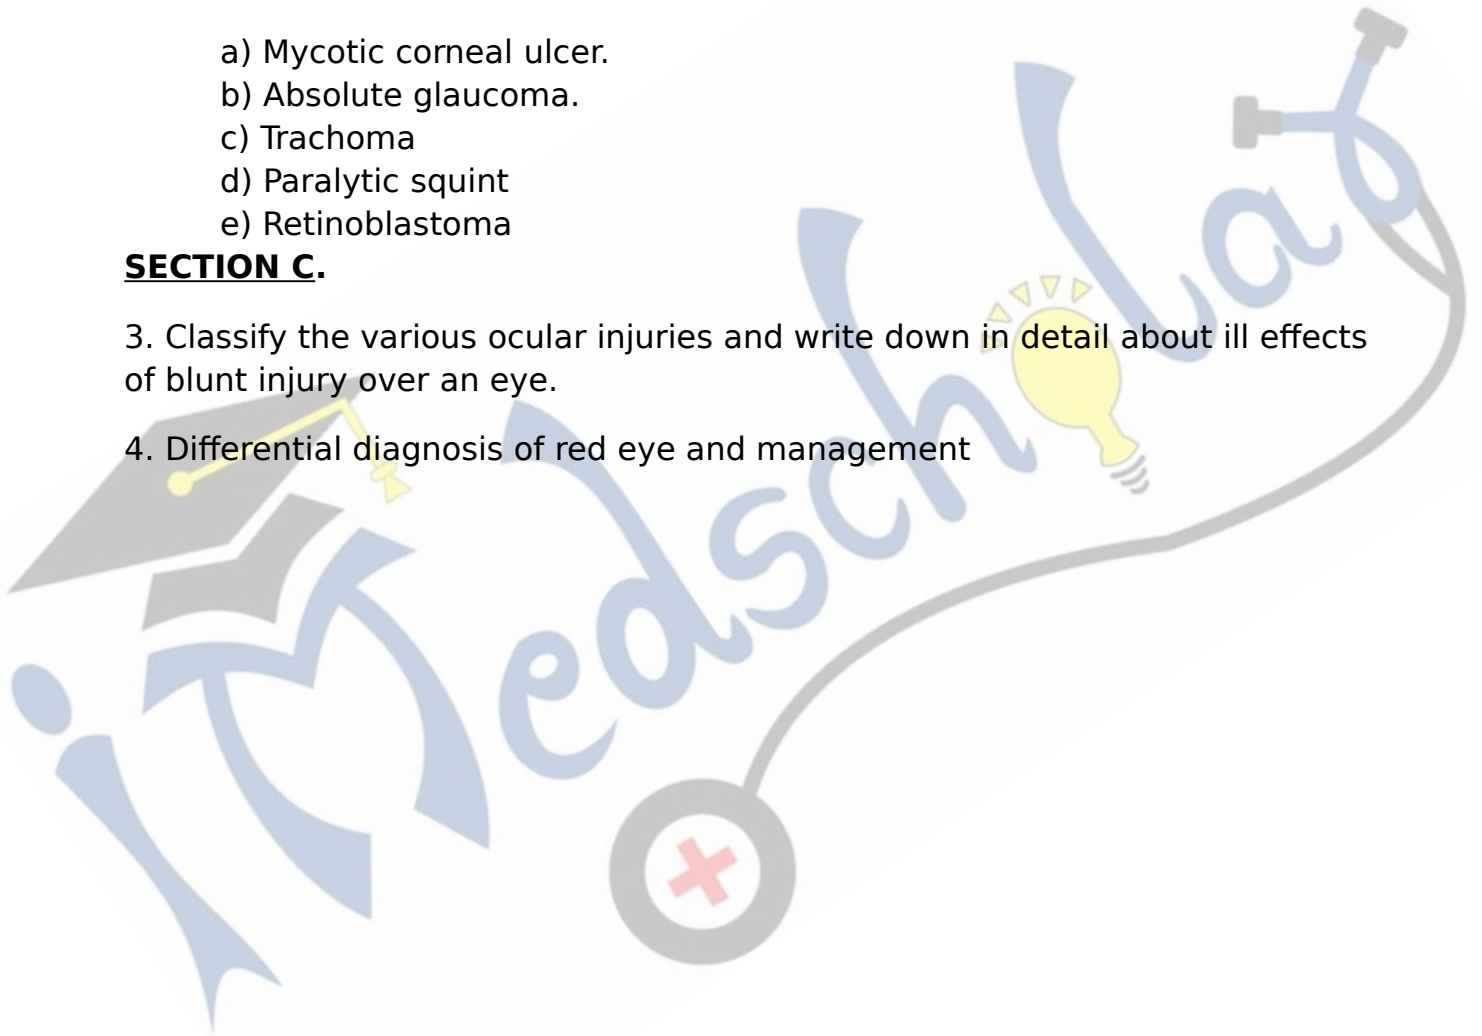 a) Mycotic corneal ulcer.
b) Absolute glaucoma.
c) Trachoma
d) Paralytic squint
e) Retinoblastoma
SECTION C.
3. Classify the various ocular injuries and write down in detail about ill effects
of blunt injury over an eye.
4. Differential diagnosis of red eye and management
iMedscholar